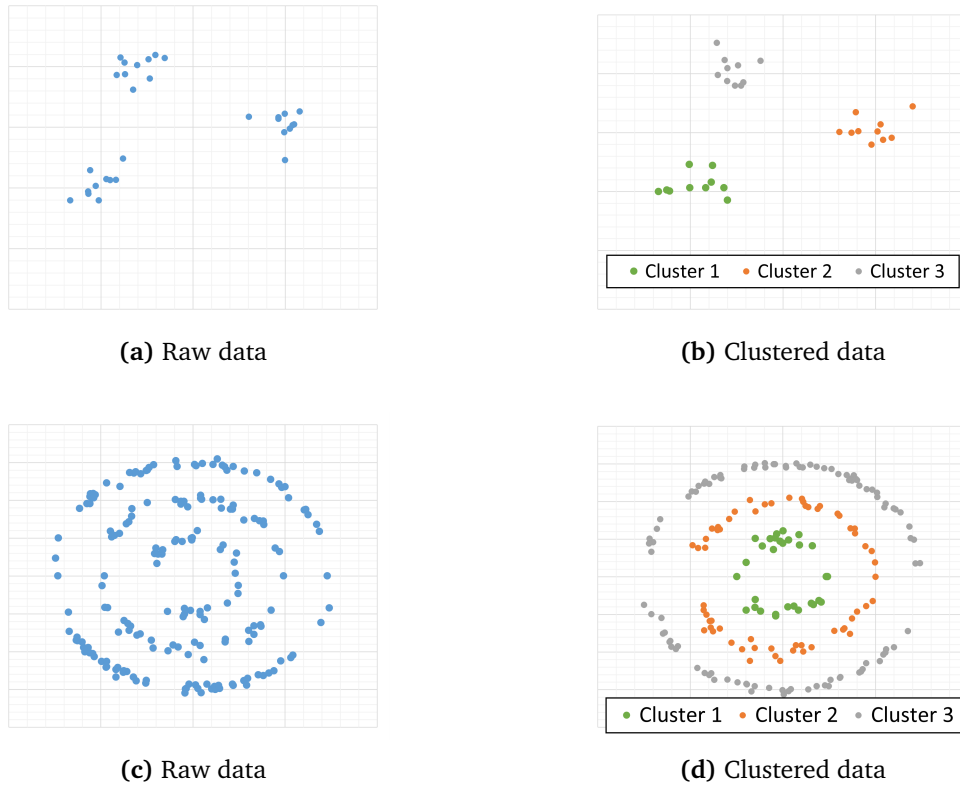 Cluster 1 Cluster 2 Cluster 3
(a) Raw data
(b) Clustered data
Cluster 1 Cluster 2 Cluster 3
(c) Raw data
(d) Clustered data